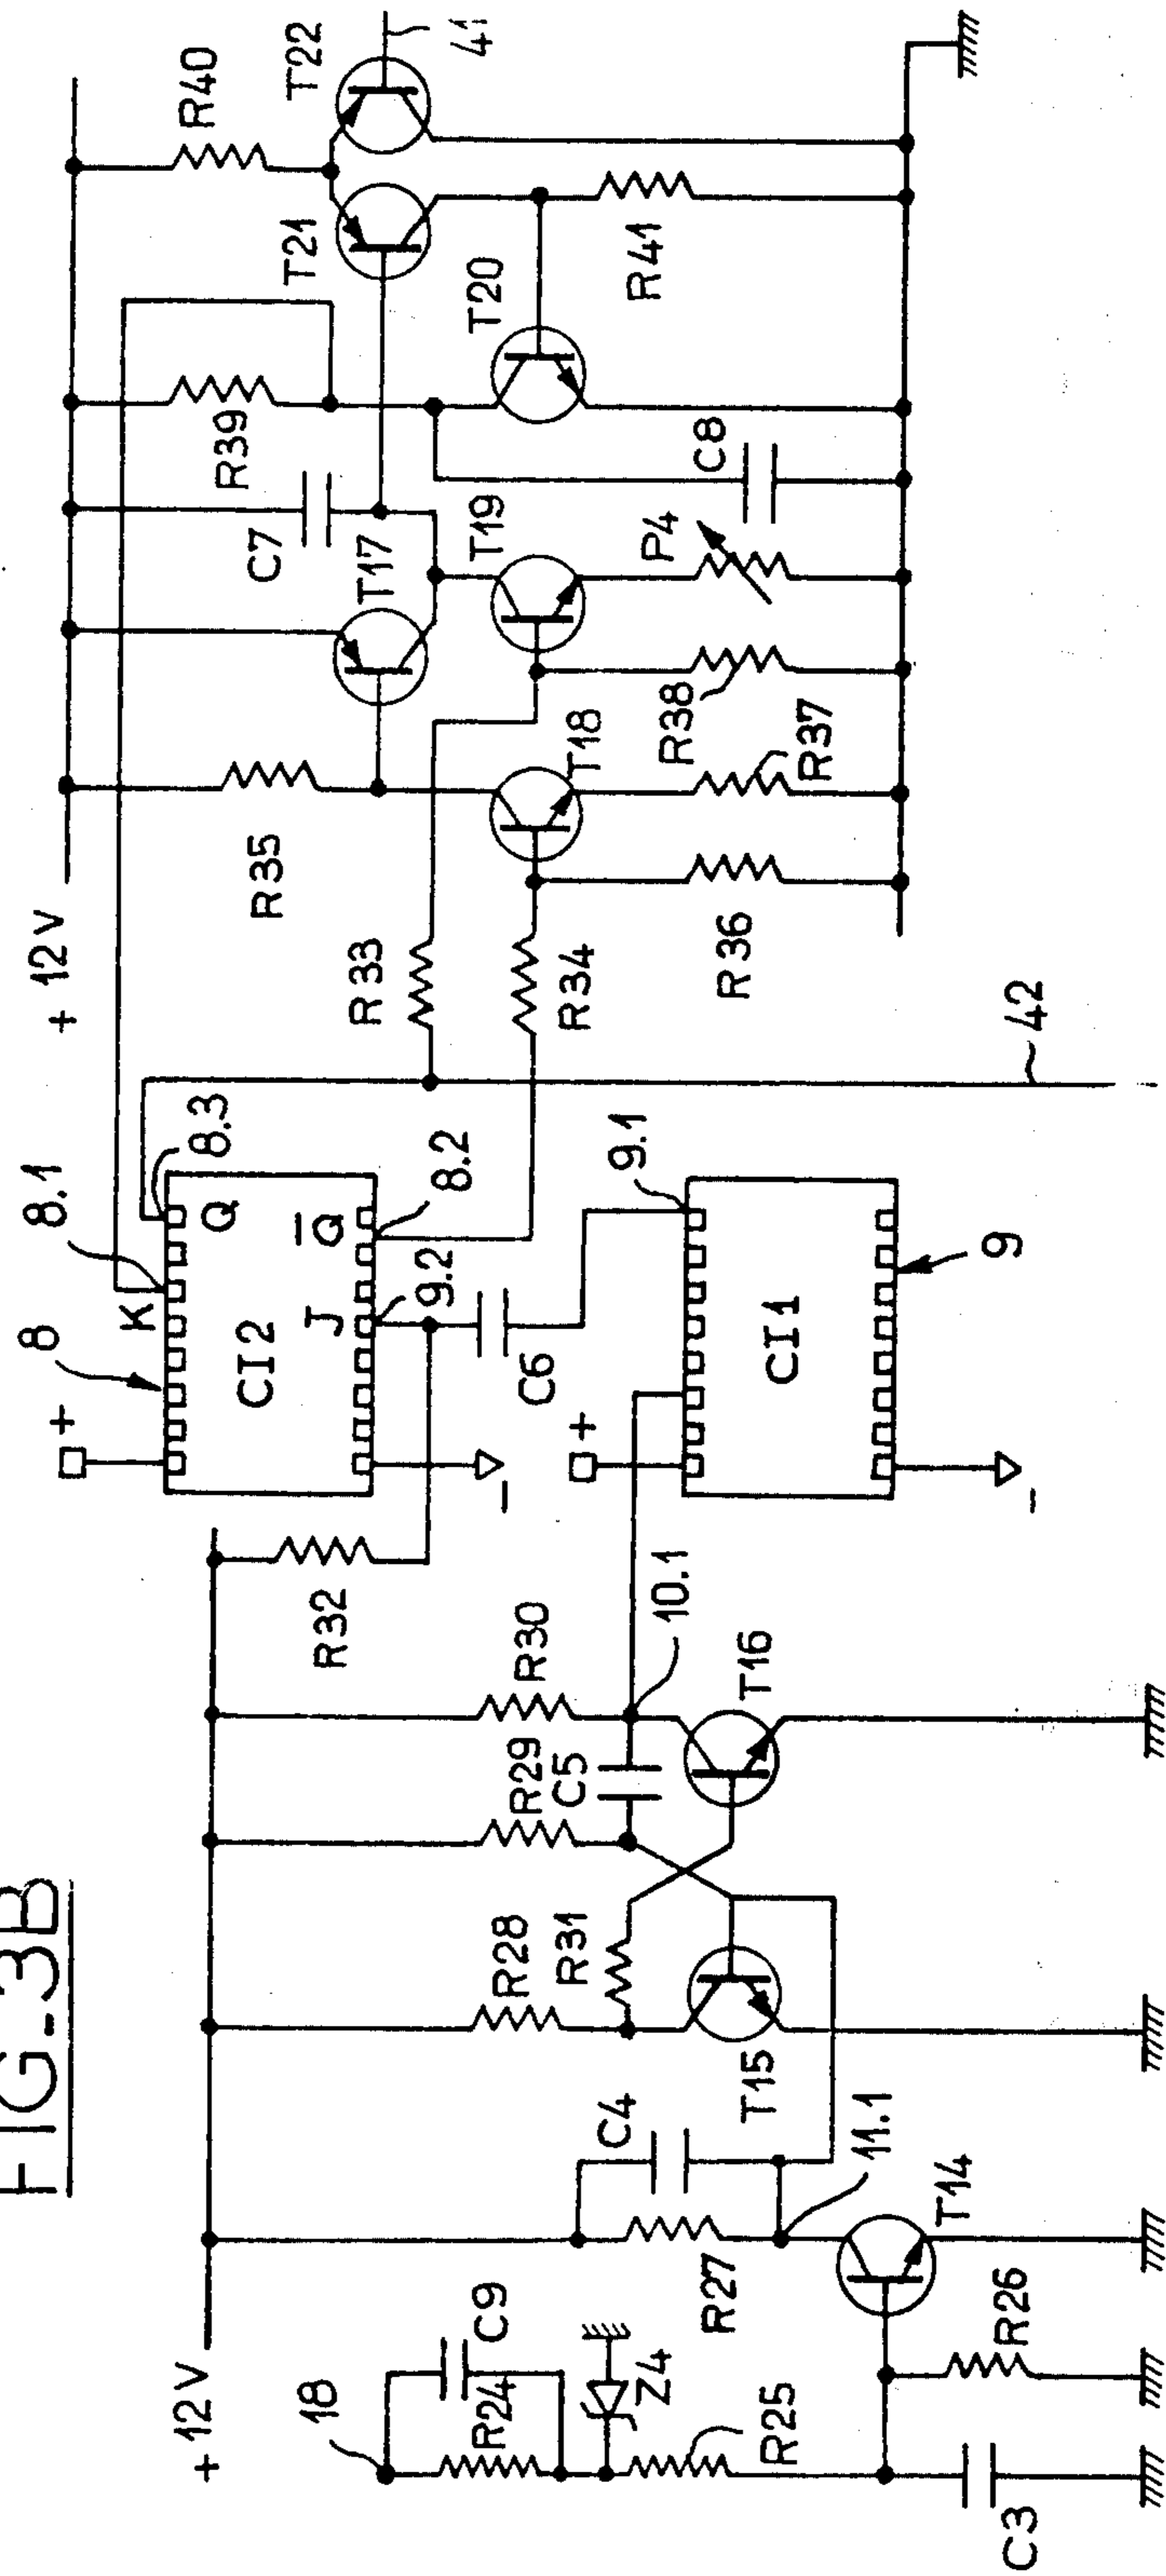 FIG_3B
+12V
18
C9
R24
Z4
R25
C3
R26
R27
C4
11.1
T14
R28
R31
T15
R29
C5
R30
10.1
T16
R32
8
+
K
8.1
CI2
Q
8.3
J
Q̅
9.2
8.2
-
C6
+
9.1
CI1
9
-
42
+12V
R33
R34
R35
R36
T18
R37
R38
T17
C7
T19
P4
R39
C8
T20
T21
R41
R40
T22
41